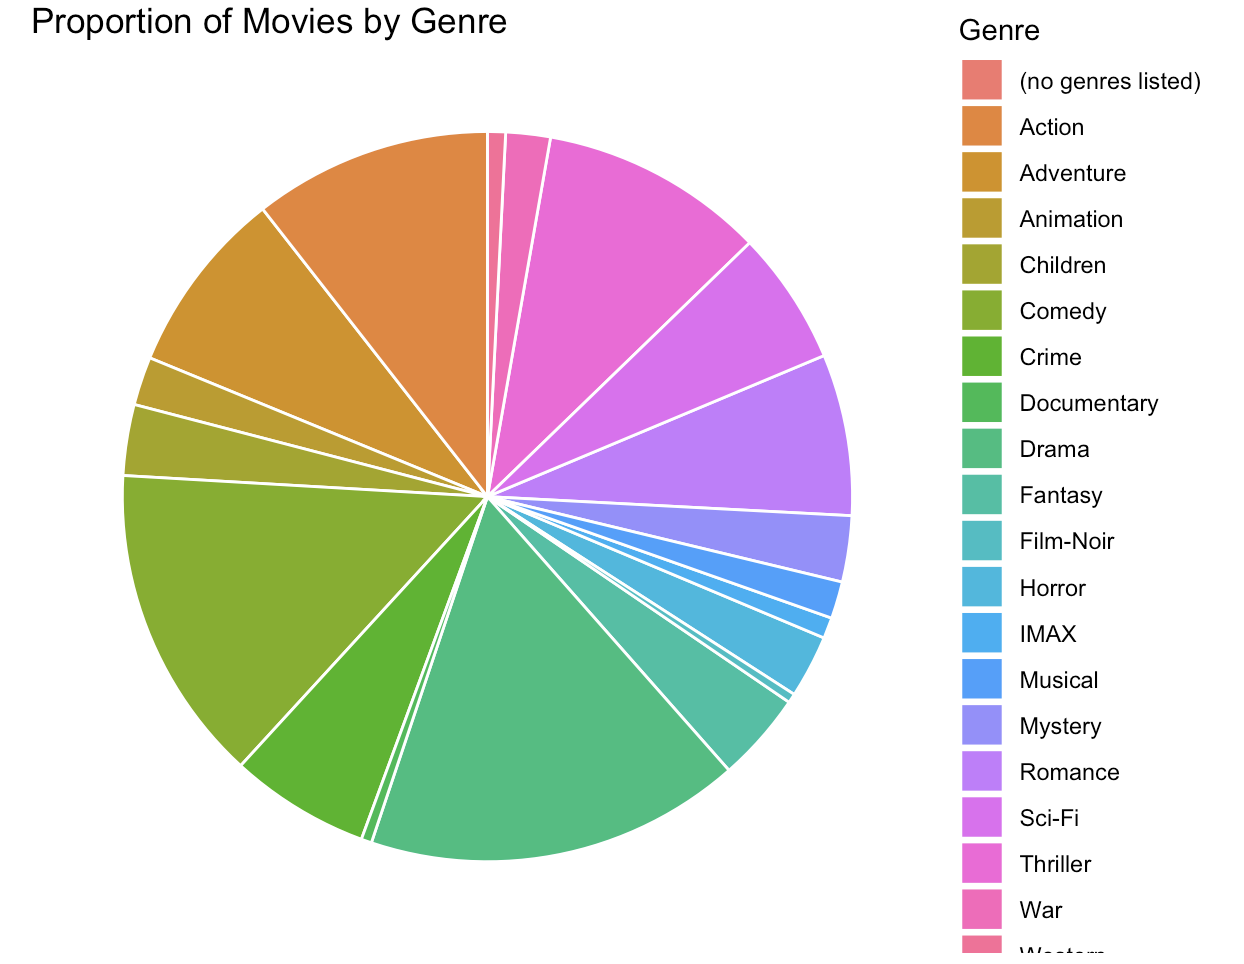 Proportion of Movies by Genre
Genre
(no genres listed)
Action
Adventure
Animation
Children
Comedy
Crime
Documentary
Drama
Fantasy
Film-Noir
Horror
IMAX
Musical
Mystery
Romance
Sci-Fi
Thriller
War
Western